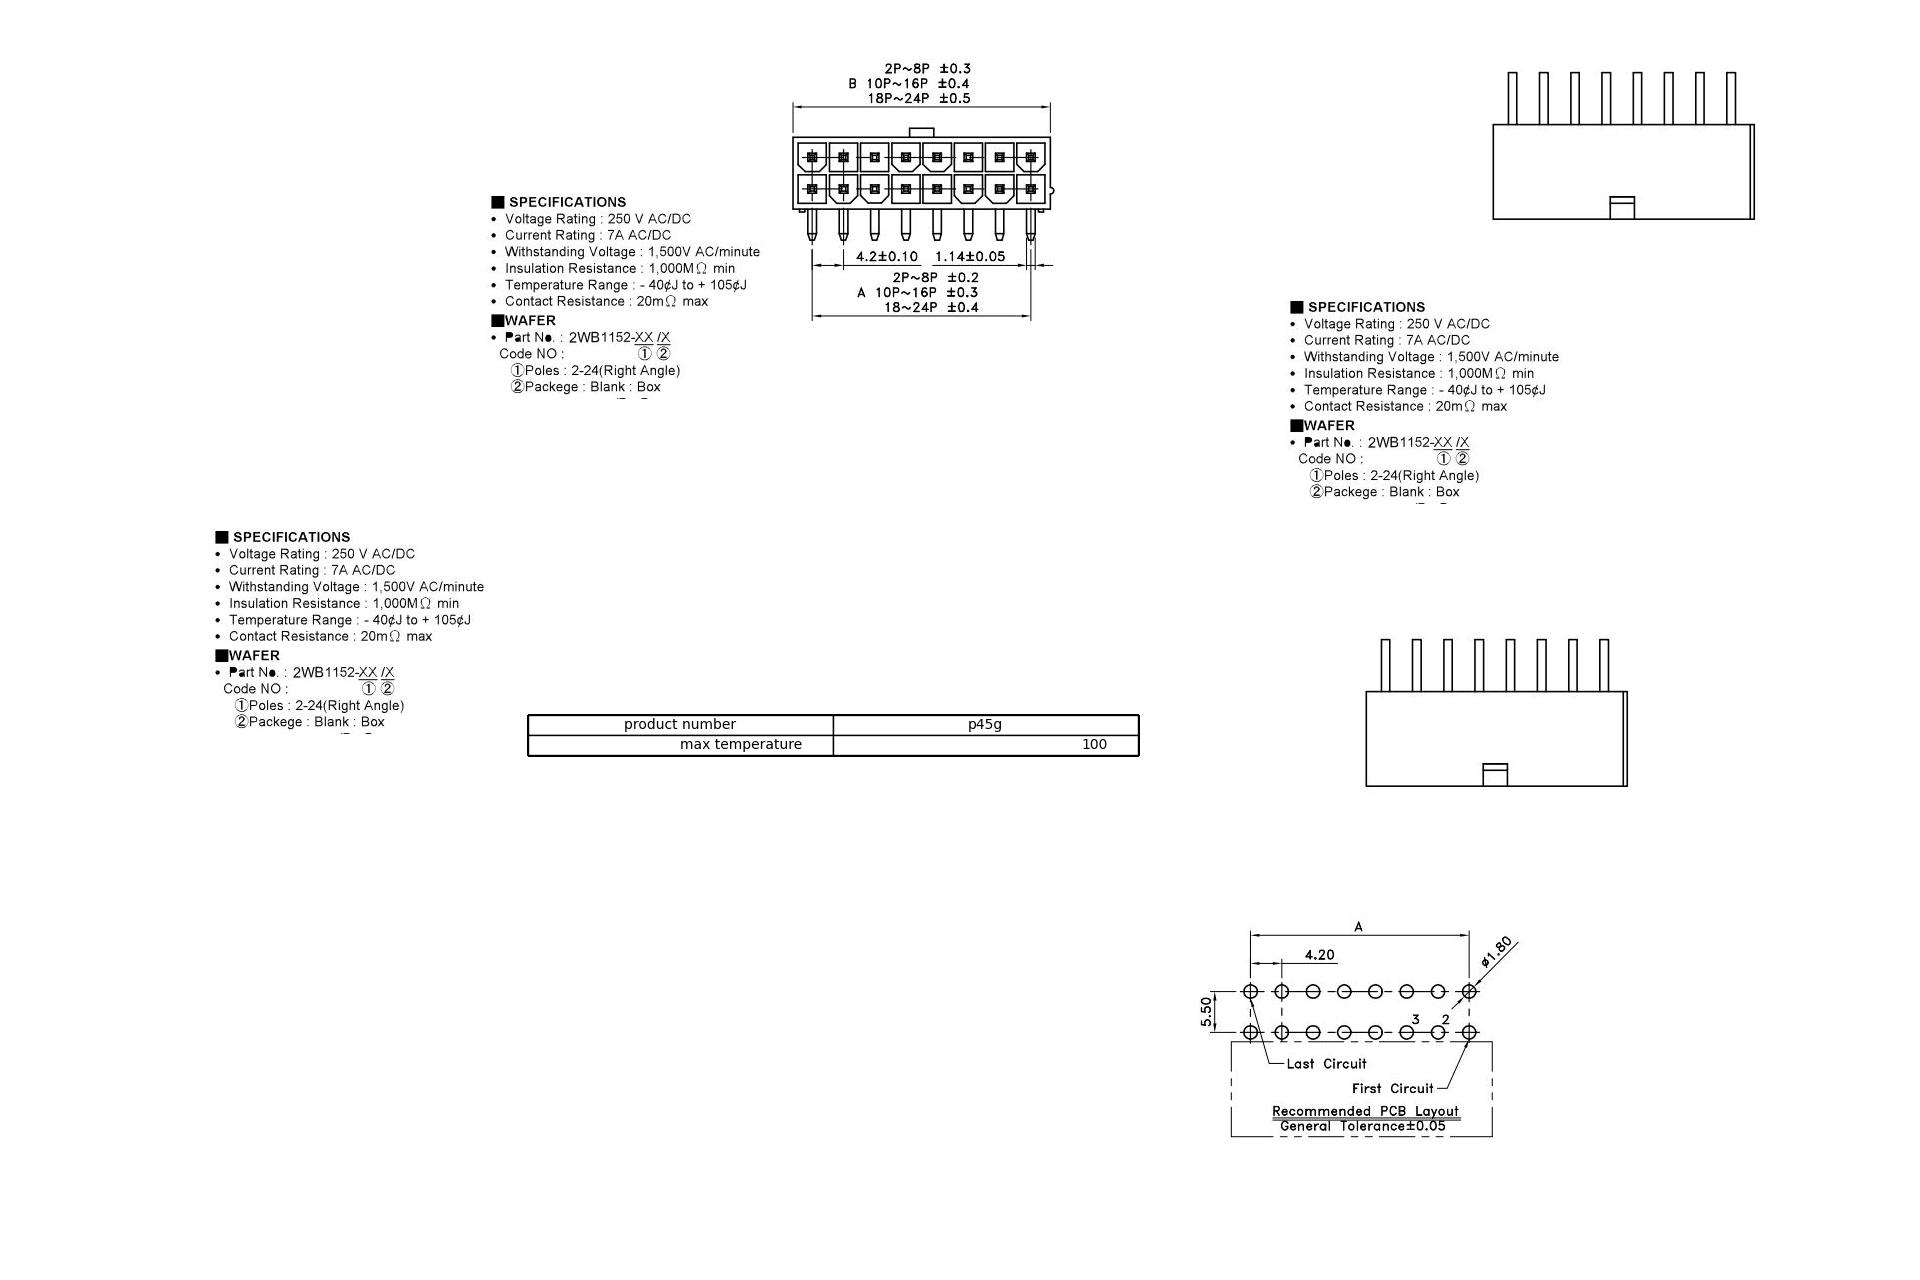 2P~8P ±0.3
B 10P~16P ±0.4
18P~24P ±0.5
4.2±0.10 1.14±0.05
2P~8P ±0.2
A 10P~16P ±0.3
18~24P ±0.4
■ SPECIFICATIONS
• Voltage Rating : 250 V AC/DC
• Current Rating : 7A AC/DC
• Withstanding Voltage : 1,500V AC/minute
• Insulation Resistance : 1,000MΩ min
• Temperature Range : - 40¢J to + 105¢J
• Contact Resistance : 20mΩ max
■WAFER
• Part No. : 2WB1152-XX /X
Code NO : ① ②
①Poles : 2-24(Right Angle)
②Packege : Blank : Box
■ SPECIFICATIONS
• Voltage Rating : 250 V AC/DC
• Current Rating : 7A AC/DC
• Withstanding Voltage : 1,500V AC/minute
• Insulation Resistance : 1,000MΩ min
• Temperature Range : - 40¢J to + 105¢J
• Contact Resistance : 20mΩ max
■WAFER
• Part No. : 2WB1152-XX /X
Code NO : ① ②
①Poles : 2-24(Right Angle)
②Packege : Blank : Box
■ SPECIFICATIONS
• Voltage Rating : 250 V AC/DC
• Current Rating : 7A AC/DC
• Withstanding Voltage : 1,500V AC/minute
• Insulation Resistance : 1,000MΩ min
• Temperature Range : - 40¢J to + 105¢J
• Contact Resistance : 20mΩ max
■WAFER
• Part No. : 2WB1152-XX /X
Code NO : ① ②
①Poles : 2-24(Right Angle)
②Packege : Blank : Box
product number p45g
max temperature 100
A
4.20
ø1.80
5.50
3 2
Last Circuit
First Circuit
Recommended PCB Layout
General Tolerance±0.05